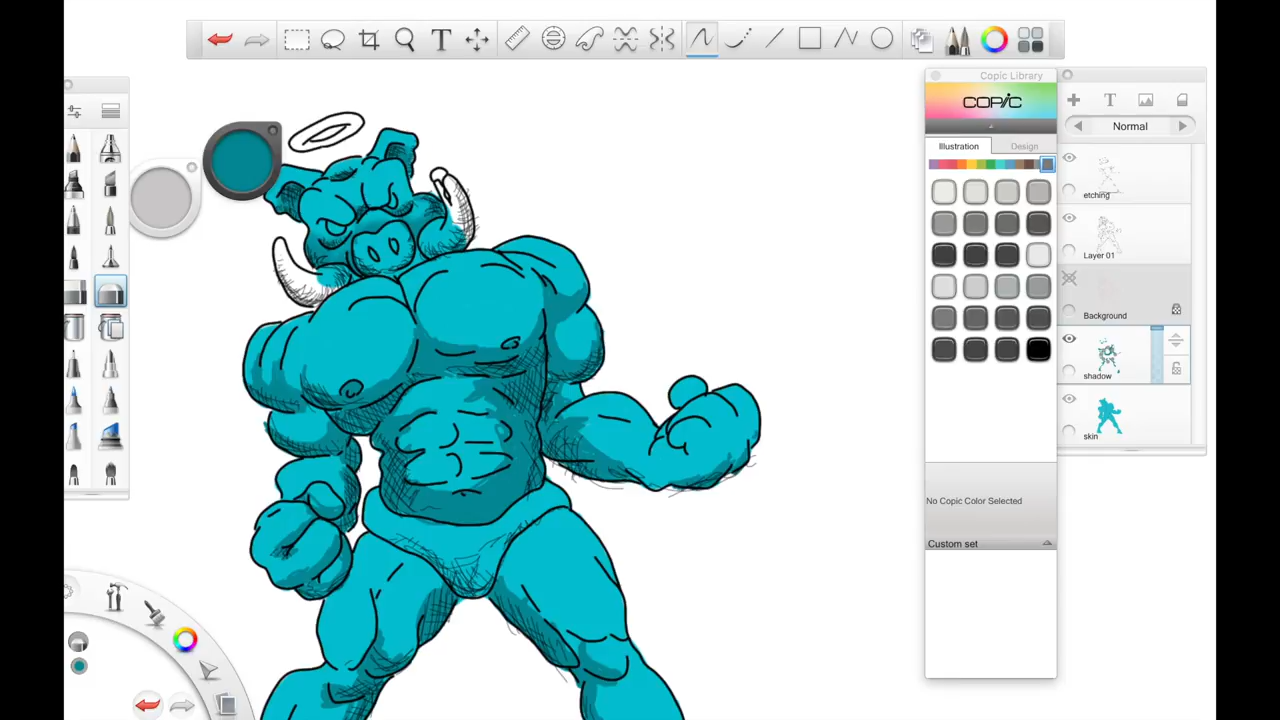 T
Copic Library
COPIC
T
Normal
Illustration
Design
etching
Layer 01
Background
shadow
skin
No Copic Color Selected
Custom set